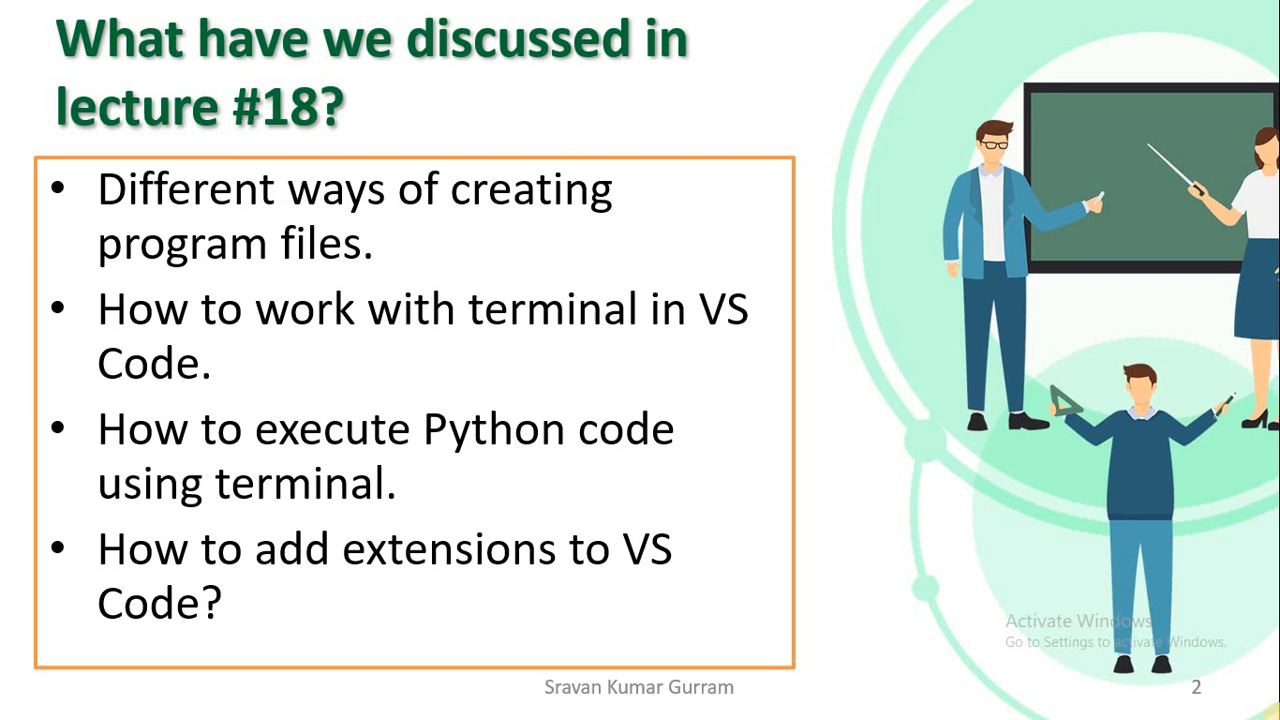 What have we discussed in
lecture #18?
• Different ways of creating
program files.
• How to work with terminal in VS
Code.
• How to execute Python code
using terminal.
• How to add extensions to VS
Code?
Activate Windows
Go to Settings to activate Windows.
Sravan Kumar Gurram
2